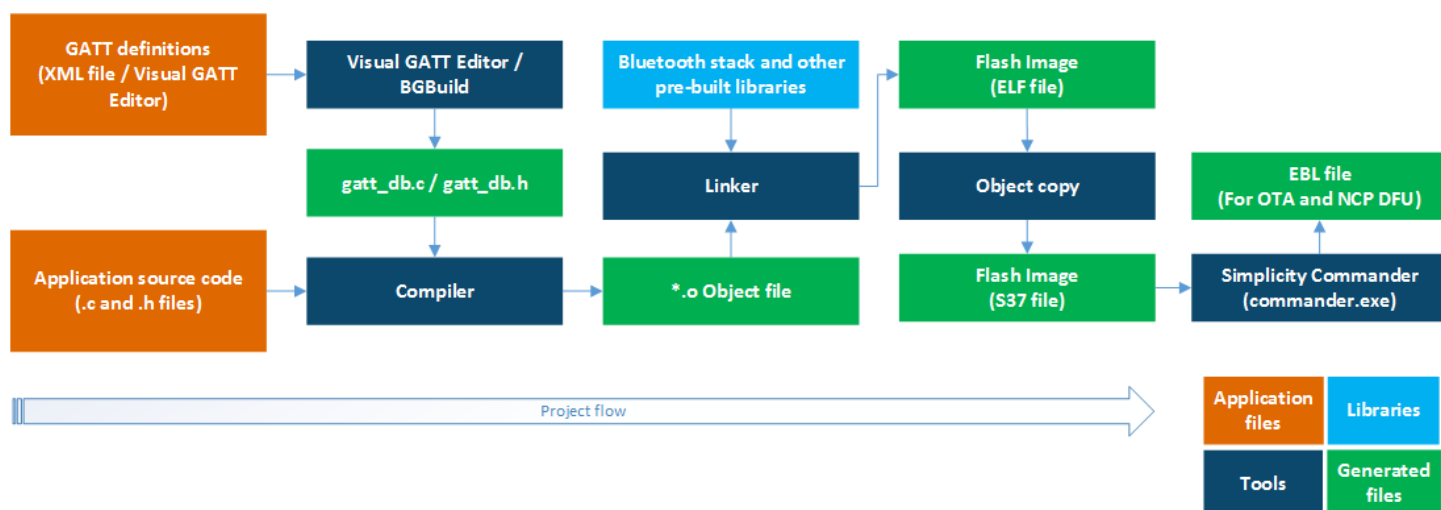 GATT definitions
(XML file / Visual GATT
Editor)
Visual GATT Editor /
BGBuild
Bluetooth stack and other
pre-built libraries
Flash Image
(ELF file)
gatt_db.c / gatt_db.h
Linker
Object copy
EBL file
(For OTA and NCP DFU)
Application source code
(.c and .h files)
Compiler
*.o Object file
Flash Image
(S37 file)
Simplicity Commander
(commander.exe)
Project flow
Application
files
Libraries
Tools
Generated
files